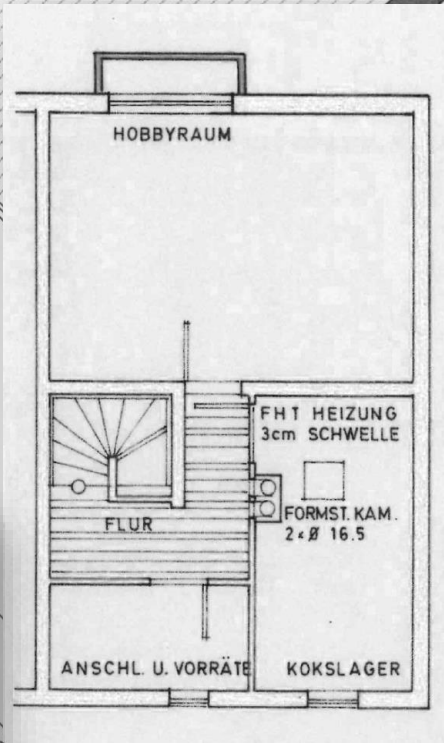 HOBBYRAUM
FHT HEIZUNG
3cm SCHWELLE
FORMST. KAM.
2 x Ø 16.5
FLUR
ANSCHL. U. VORRÄTE
KOKSLAGER